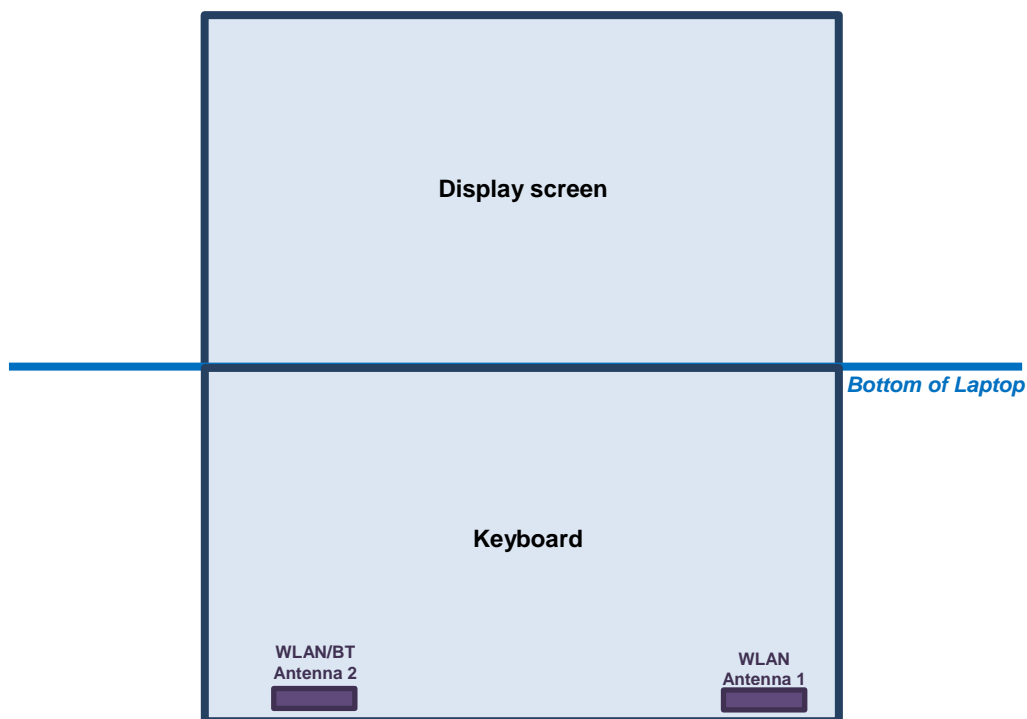 Display screen
Bottom of Laptop
Keyboard
WLAN/BT
Antenna 2
WLAN
Antenna 1